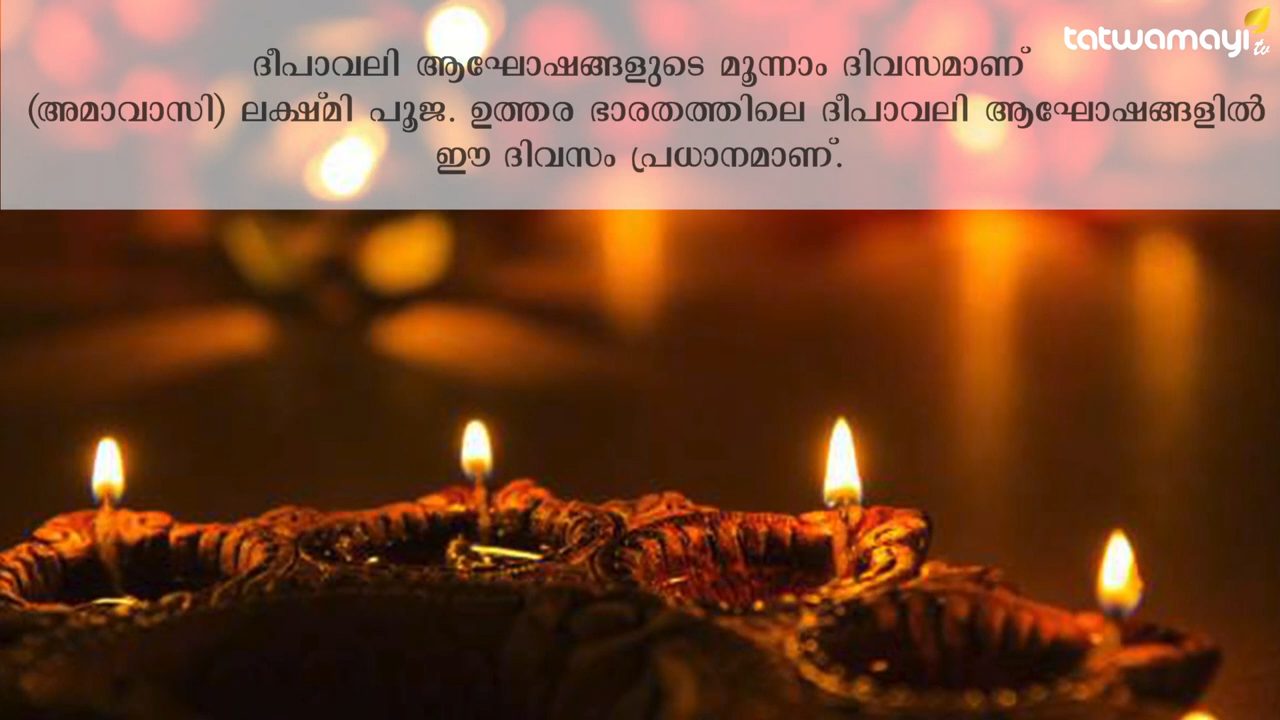 tatwamayi tv
ദീപാവലി ആഘോഷങ്ങളുടെ മൂന്നാം ദിവസമാണ്
(അമാവാസി) ലക്ഷ്മി പൂജ. ഉത്തര ഭാരതത്തിലെ ദീപാവലി ആഘോഷങ്ങളിൽ
ഈ ദിവസം പ്രധാനമാണ്.